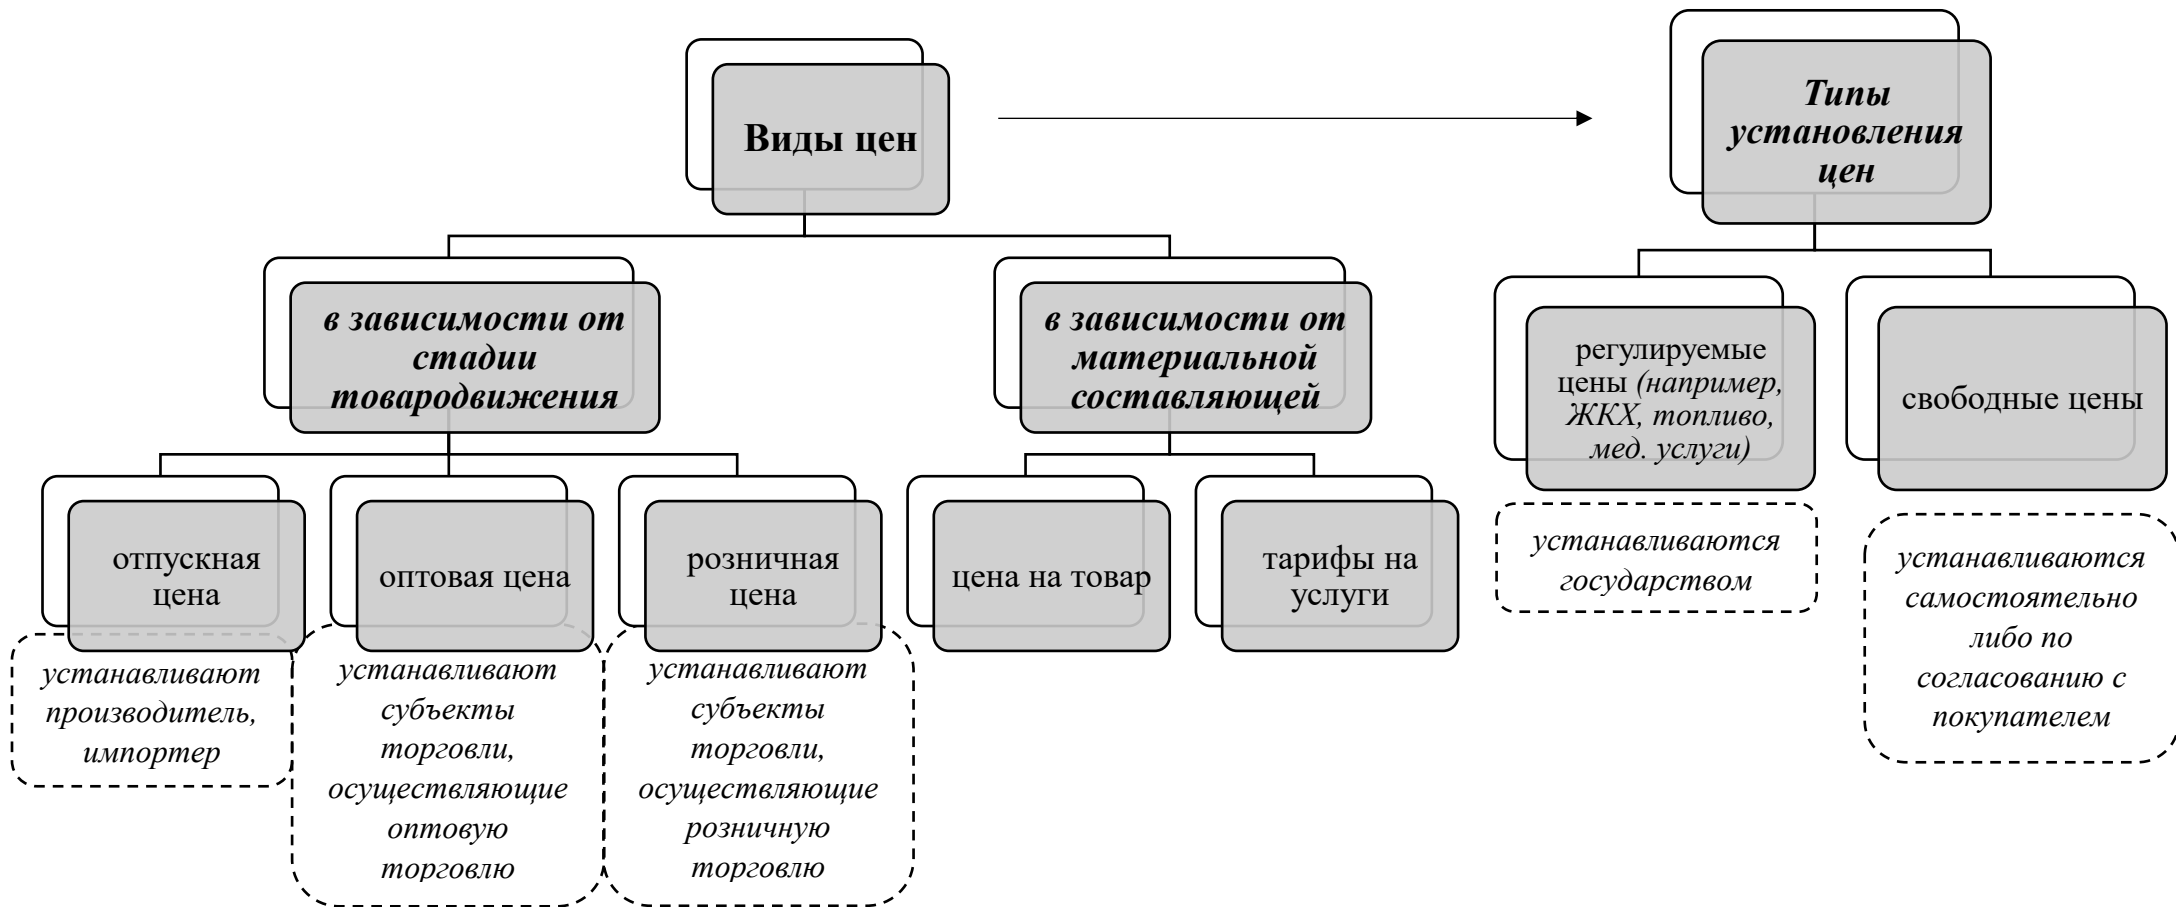 Виды цен
Типы
установления
цен
в зависимости от
стадии
товародвижения
в зависимости от
материальной
составляющей
регулируемые
цены (например,
ЖКХ, топливо,
мед. услуги)
свободные цены
отпускная
цена
оптовая цена
розничная
цена
цена на товар
тарифы на
услуги
устанавливаются
государством
устанавливаются
самостоятельно
либо по
согласованию с
покупателем
устанавливают
производитель,
импортер
устанавливают
субъекты
торговли,
осуществляющие
оптовую
торговлю
устанавливают
субъекты
торговли,
осуществляющие
розничную
торговлю